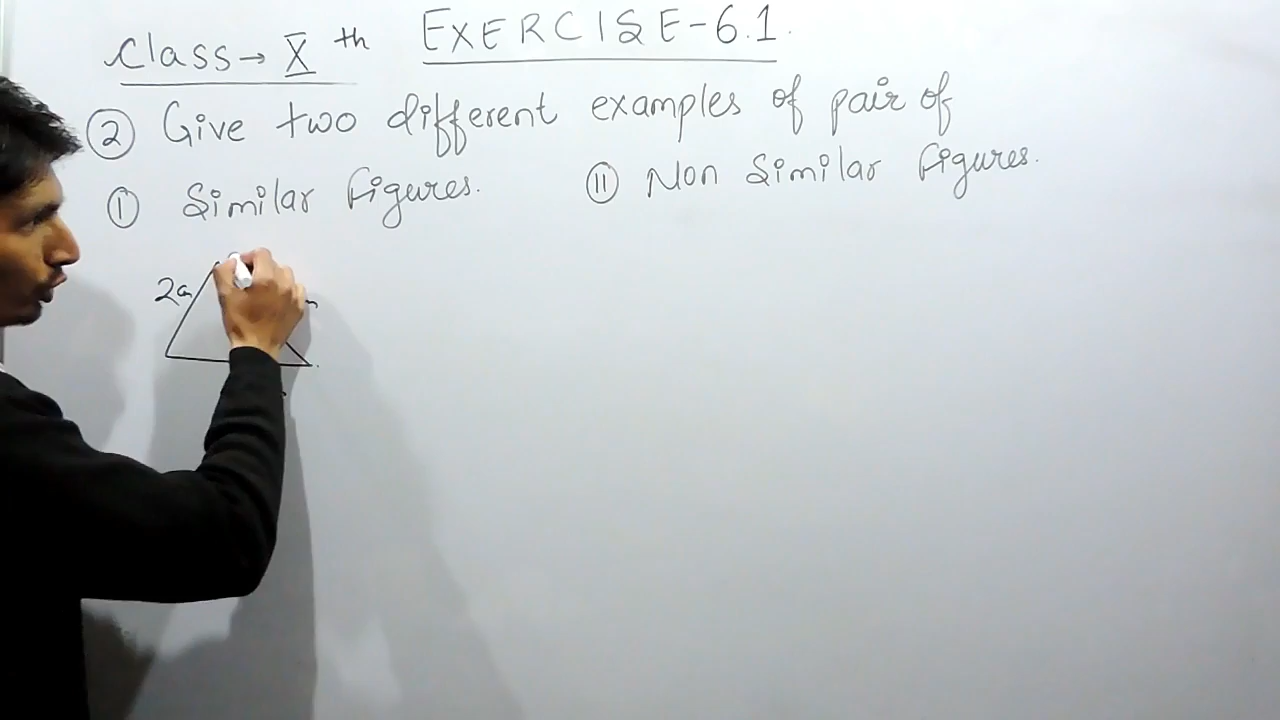 Class → X th EXERCISE-6.1.
② Give two different examples of pair of
① Similar figures. ⑪ Non Similar figures.
2a